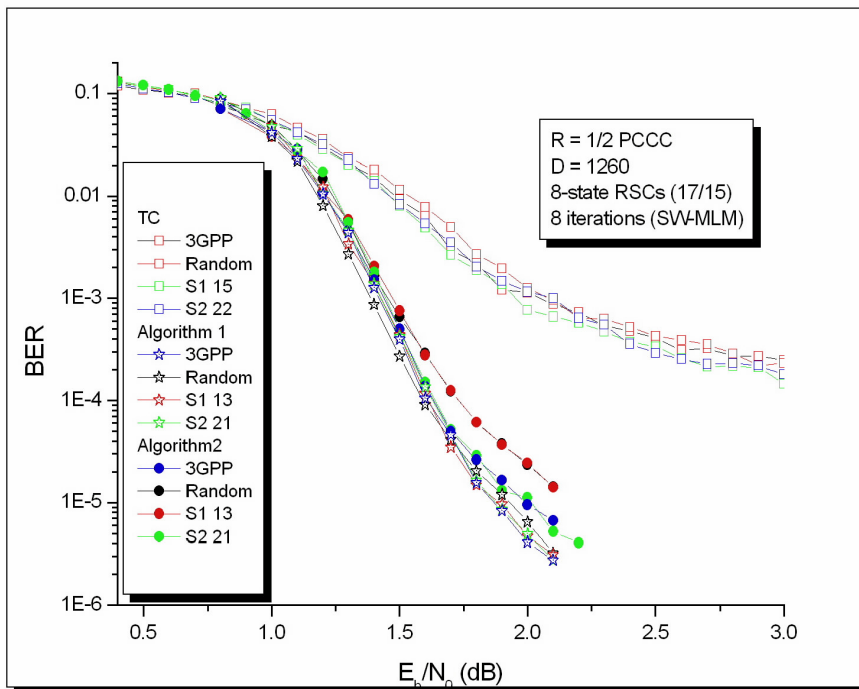 0.1
0.01
1E-3
1E-4
1E-5
1E-6
BER
0.5
1.0
1.5
2.0
2.5
3.0
E_b/N_0 (dB)
R = 1/2 PCCC
D = 1260
8-state RSCs (17/15)
8 iterations (SW-MLM)
TC
3GPP
Random
S1 15
S2 22
Algorithm 1
3GPP
Random
S1 13
S2 21
Algorithm2
3GPP
Random
S1 13
S2 21